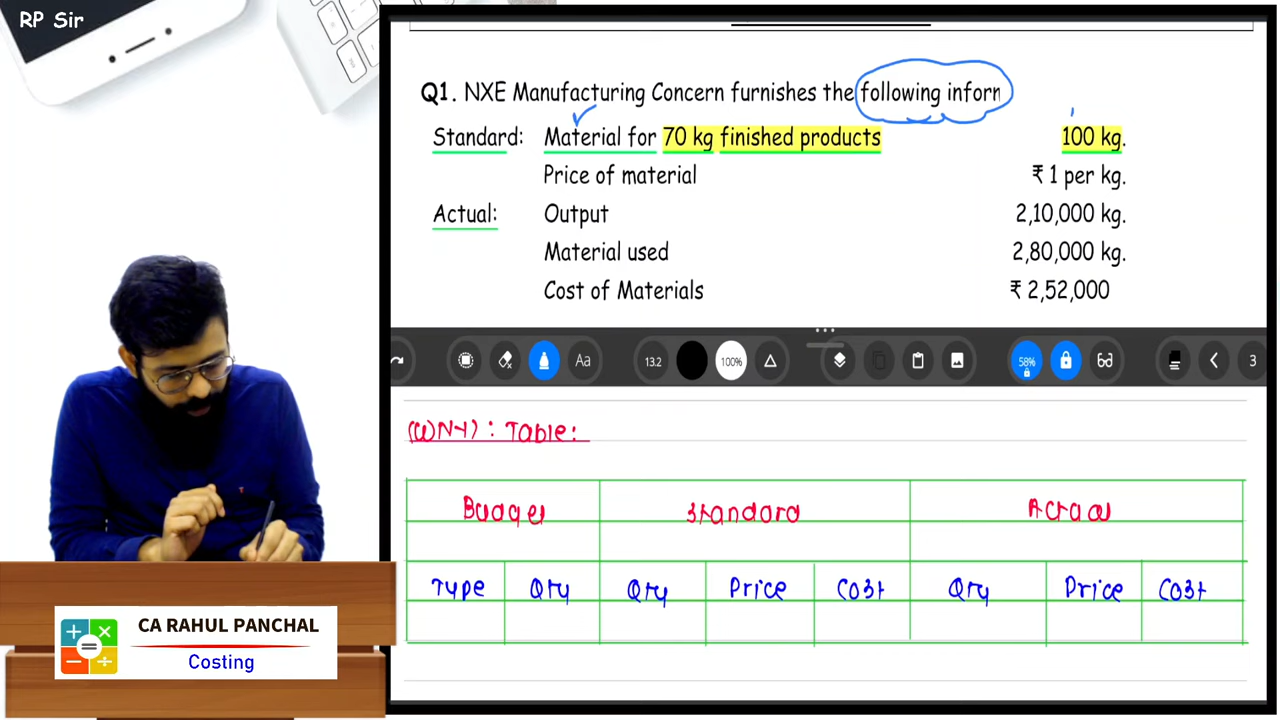 RP Sir
Q1. NXE Manufacturing Concern furnishes the following inforn
Standard: Material for 70 kg finished products 100 kg.
Price of material ₹ 1 per kg.
Actual: Output 2,10,000 kg.
Material used 2,80,000 kg.
Cost of Materials ₹ 2,52,000
Aa 13.2 100% 58% 3
(WN-1) : Table:
Budget Standard Actual
Type Qty Qty Price Cost Qty Price Cost
CA RAHUL PANCHAL
Costing